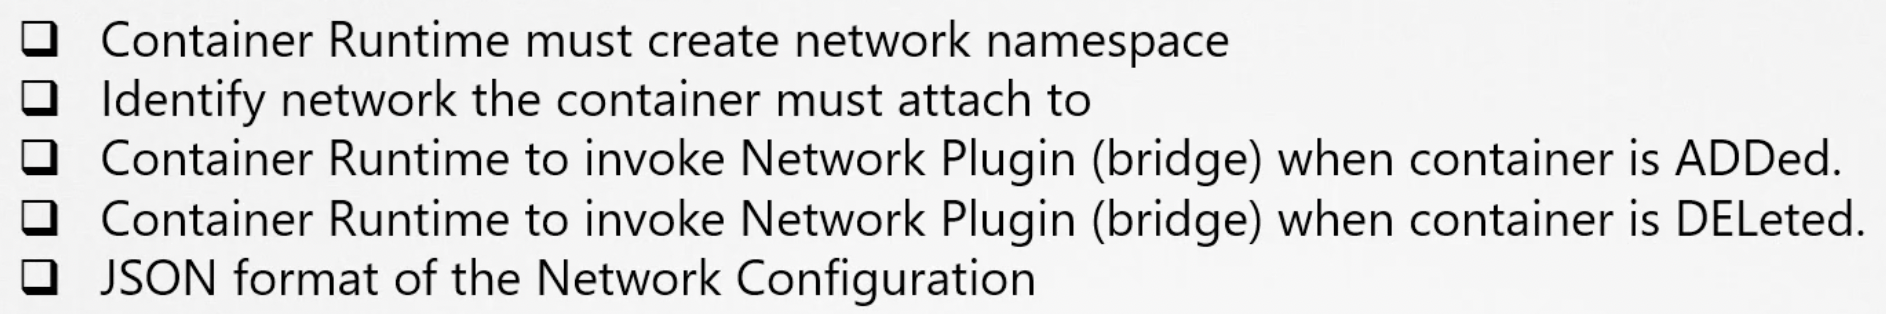 Container Runtime must create network namespace
Identify network the container must attach to
Container Runtime to invoke Network Plugin (bridge) when container is ADDed.
Container Runtime to invoke Network Plugin (bridge) when container is DELeted.
JSON format of the Network Configuration